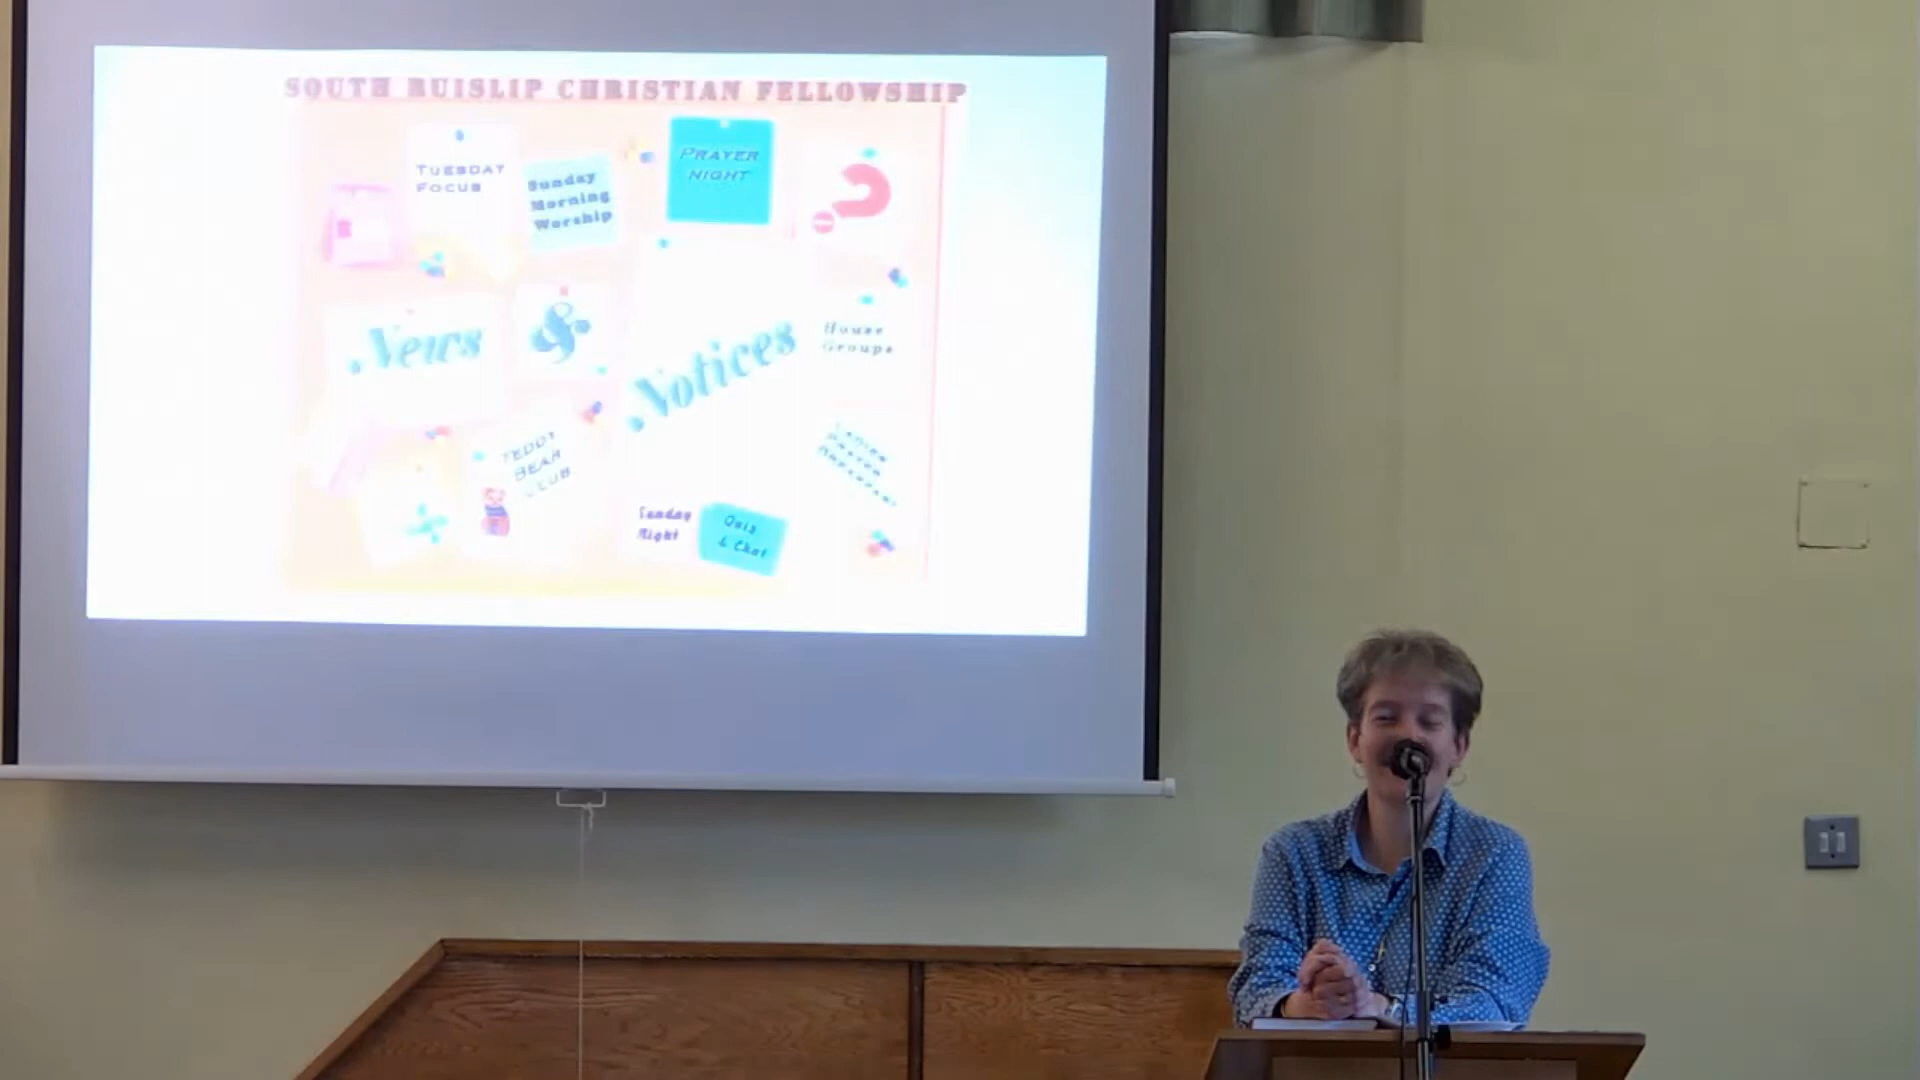 SOUTH RUISLIP CHRISTIAN FELLOWSHIP
TUESDAY
FOCUS
Sunday
Morning
Worship
PRAYER
NIGHT
News
&
Notices
House
Groups
TEDDY
BEAR
CLUB
Sunday
Night
Quiz
& Chat